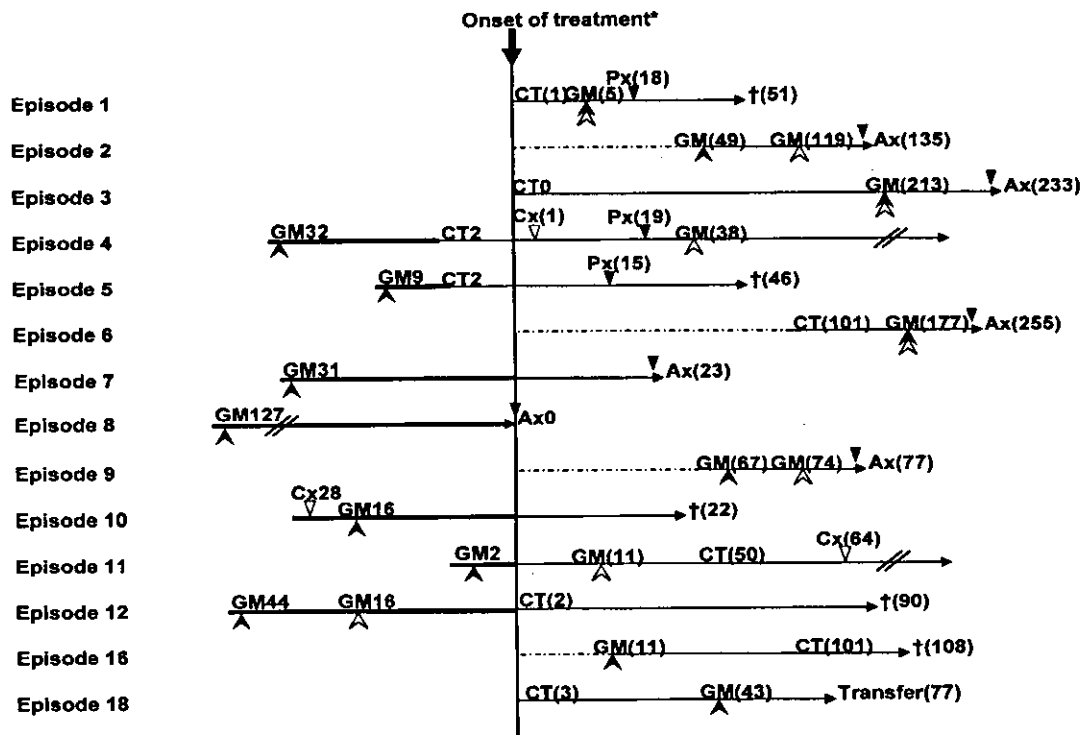 Onset of treatment*
Px(18)
Episode 1 CT(1) GM(5) †(51)
Episode 2 GM(49) GM(119) Ax(135)
Episode 3 CT0 GM(213) Ax(233)
Cx(1) Px(19)
Episode 4 GM32 CT2 GM(38)
Px(15)
Episode 5 GM9 CT2 †(46)
Episode 6 CT(101) GM(177) Ax(255)
Episode 7 GM31 Ax(23)
Episode 8 GM127 Ax0
Episode 9 GM(67) GM(74) Ax(77)
Cx28
Episode 10 GM16 †(22)
Cx(64)
Episode 11 GM2 GM(11) CT(50)
Episode 12 GM44 GM16 CT(2) †(90)
Episode 16 GM(11) CT(101) †(108)
Episode 18 CT(3) GM(43) Transfer(77)